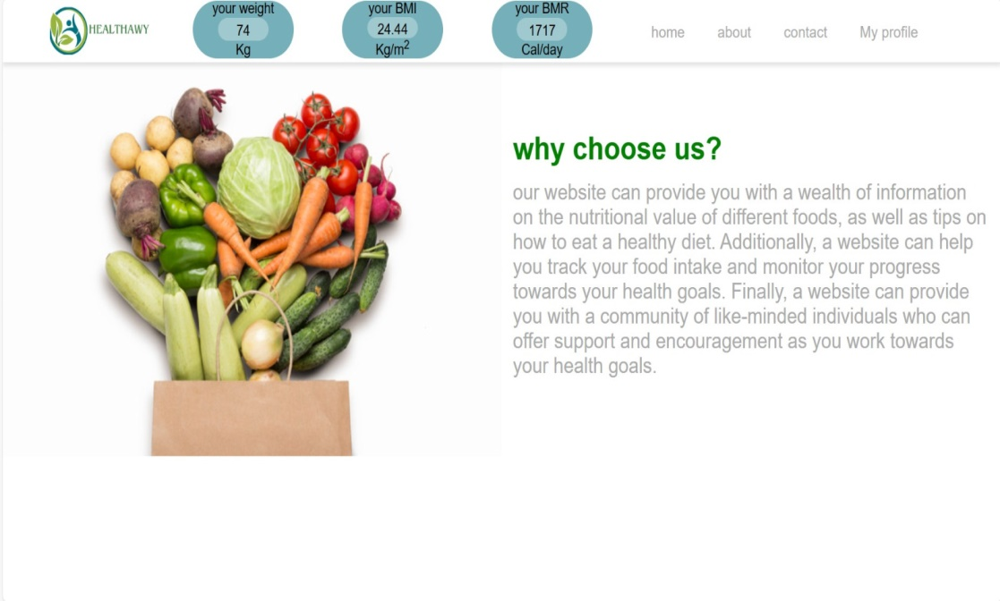 HEALTHAWY
your weight
74
Kg
your BMI
24.44
Kg/m²
your BMR
1717
Cal/day
home about contact My profile
why choose us?
our website can provide you with a wealth of information
on the nutritional value of different foods, as well as tips on
how to eat a healthy diet. Additionally, a website can help
you track your food intake and monitor your progress
towards your health goals. Finally, a website can provide
you with a community of like-minded individuals who can
offer support and encouragement as you work towards
your health goals.